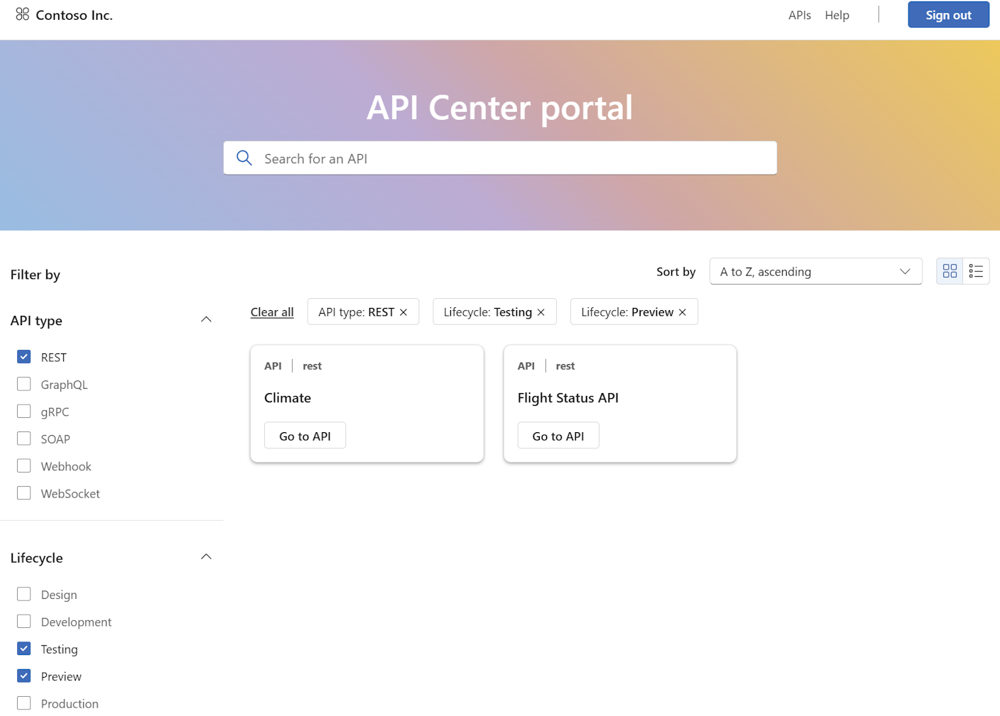 Contoso Inc.
APIs Help Sign out
API Center portal
Search for an API
Filter by
Sort by A to Z, ascending
Clear all API type: REST Lifecycle: Testing Lifecycle: Preview
API type
REST
GraphQL
gRPC
SOAP
Webhook
WebSocket
Lifecycle
Design
Development
Testing
Preview
Production
API rest
Climate
Go to API
API rest
Flight Status API
Go to API